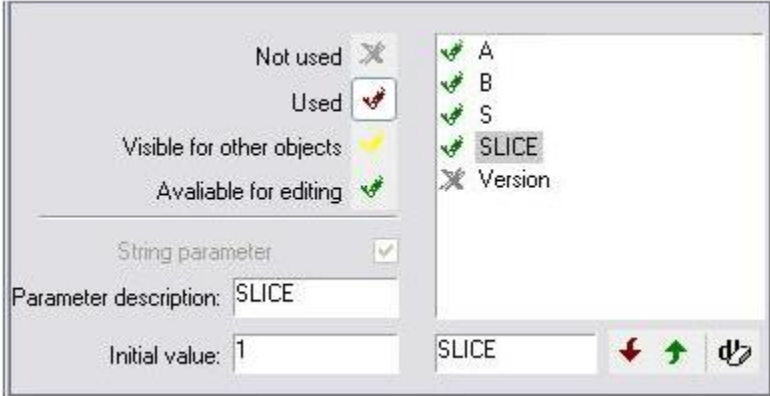 Not used
Used
Visible for other objects
Avaliable for editing
String parameter
Parameter description: SLICE
Initial value: 1
A
B
S
SLICE
Version
SLICE